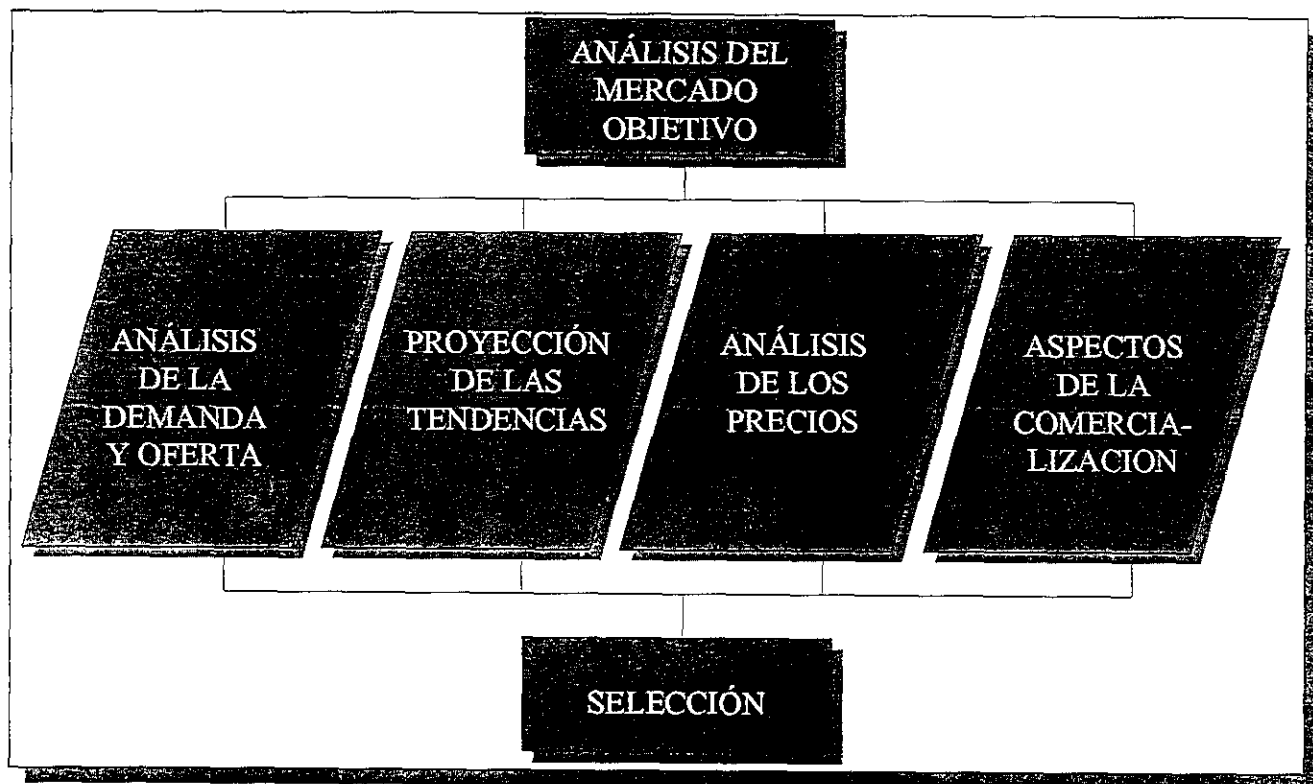 ANÁLISIS DEL
MERCADO
OBJETIVO
ANÁLISIS
DE LA
DEMANDA
Y OFERTA
PROYECCIÓN
DE LAS
TENDENCIAS
ANÁLISIS
DE LOS
PRECIOS
ASPECTOS
DE LA
COMERCIA-
LIZACION
SELECCIÓN